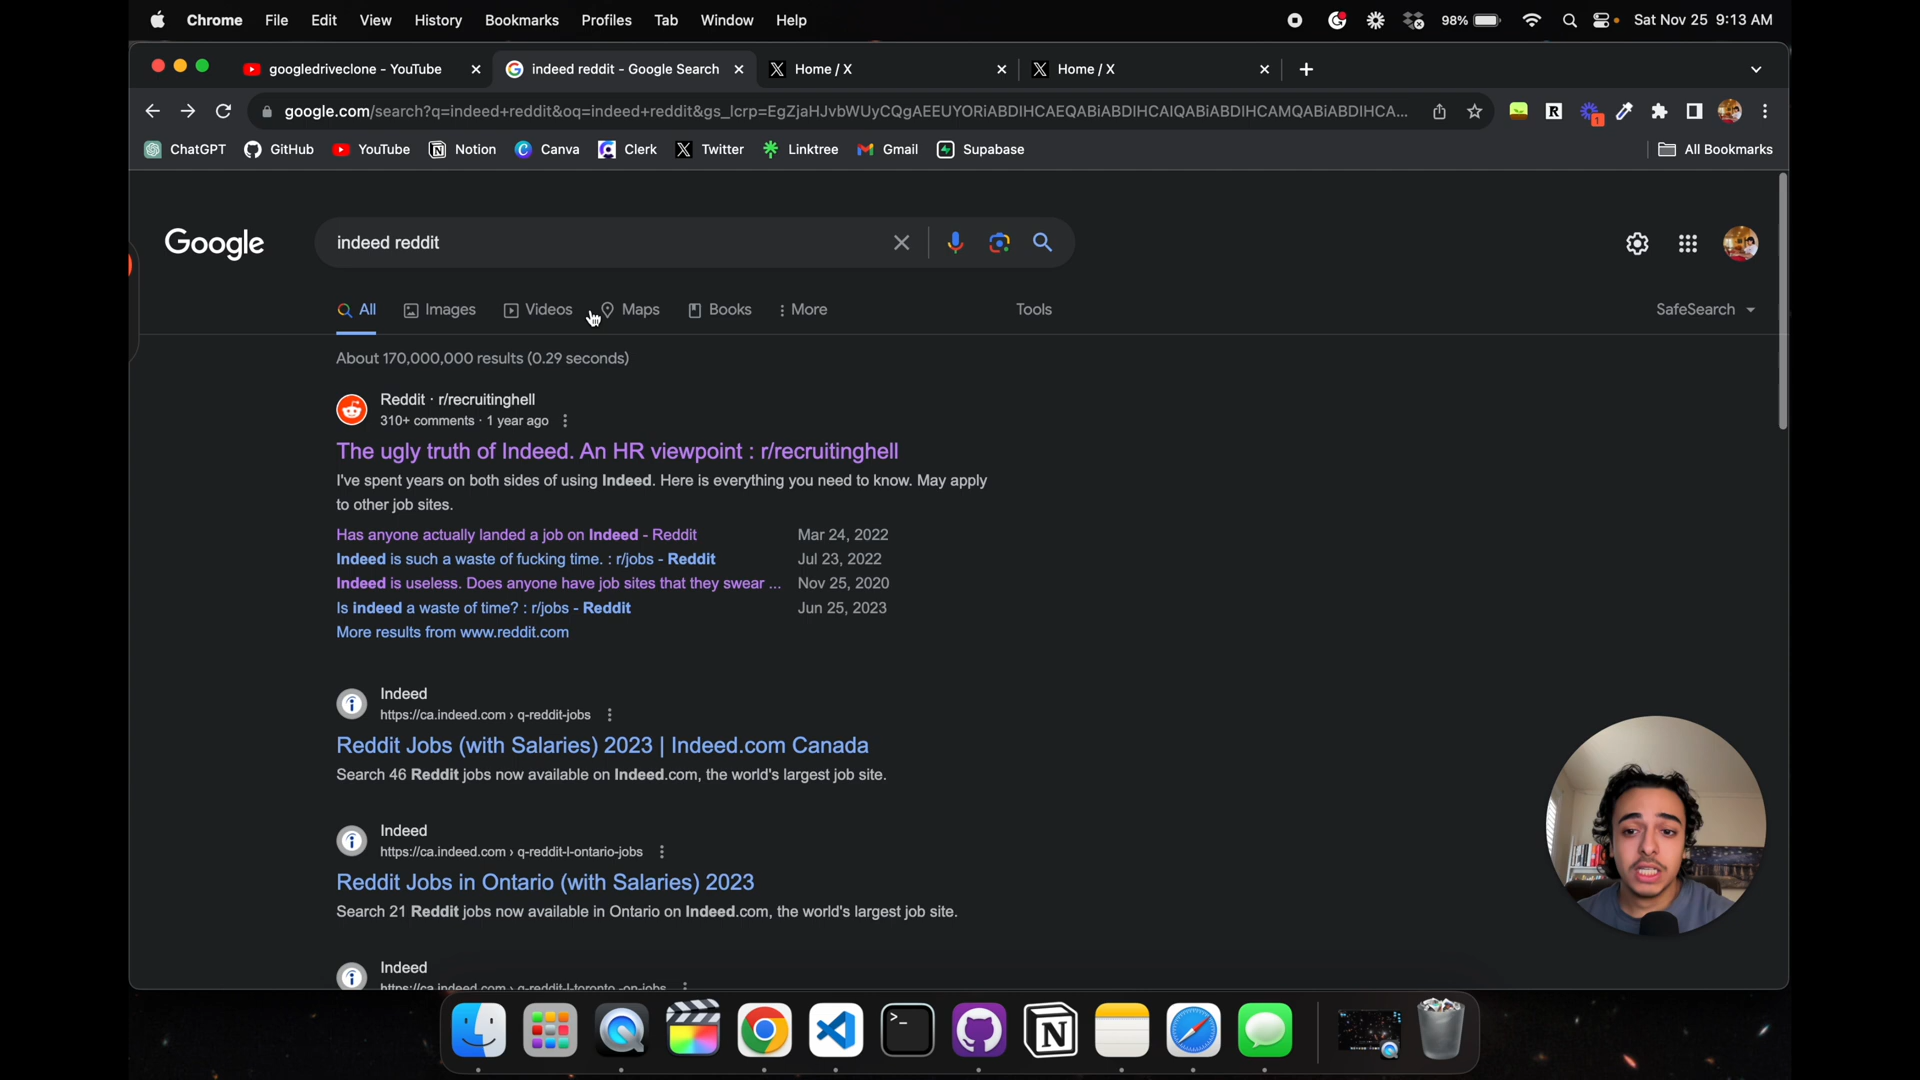 Chrome File Edit View History Bookmarks Profiles Tab Window Help 98% Sat Nov 25 9:13 AM
googledriveclone - YouTube indeed reddit - Google Search Home / X Home / X
google.com/search?q=indeed+reddit&oq=indeed+reddit&gs_lcrp=EgZjaHJvbWUyCQgAEEUYORiABDIHCAEQABiABDIHCAIQABiABDIHCAMQABiABDIHCA... 1
ChatGPT GitHub YouTube Notion Canva Clerk Twitter Linktree Gmail Supabase All Bookmarks
Google indeed reddit
All Images Videos Maps Books More Tools SafeSearch
About 170,000,000 results (0.29 seconds)
Reddit · r/recruitinghell
310+ comments · 1 year ago
The ugly truth of Indeed. An HR viewpoint : r/recruitinghell
I've spent years on both sides of using Indeed. Here is everything you need to know. May apply
to other job sites.
Has anyone actually landed a job on Indeed - Reddit Mar 24, 2022
Indeed is such a waste of fucking time. : r/jobs - Reddit Jul 23, 2022
Indeed is useless. Does anyone have job sites that they swear ... Nov 25, 2020
Is indeed a waste of time? : r/jobs - Reddit Jun 25, 2023
More results from www.reddit.com
Indeed
https://ca.indeed.com › q-reddit-jobs
Reddit Jobs (with Salaries) 2023 | Indeed.com Canada
Search 46 Reddit jobs now available on Indeed.com, the world's largest job site.
Indeed
https://ca.indeed.com › q-reddit-l-ontario-jobs
Reddit Jobs in Ontario (with Salaries) 2023
Search 21 Reddit jobs now available in Ontario on Indeed.com, the world's largest job site.
Indeed
https://ca.indeed.com › q-reddit-l-toronto,-on-jobs